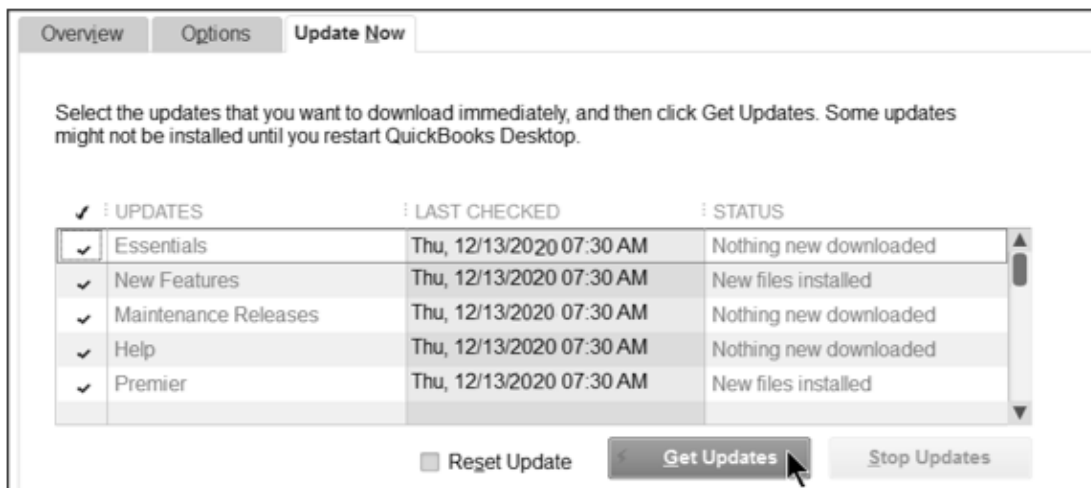 Overview Options Update Now
Select the updates that you want to download immediately, and then click Get Updates. Some updates
might not be installed until you restart QuickBooks Desktop.
✓ UPDATES LAST CHECKED STATUS
✓ Essentials Thu, 12/13/2020 07:30 AM Nothing new downloaded
✓ New Features Thu, 12/13/2020 07:30 AM New files installed
✓ Maintenance Releases Thu, 12/13/2020 07:30 AM Nothing new downloaded
✓ Help Thu, 12/13/2020 07:30 AM Nothing new downloaded
✓ Premier Thu, 12/13/2020 07:30 AM New files installed
Reset Update Get Updates Stop Updates